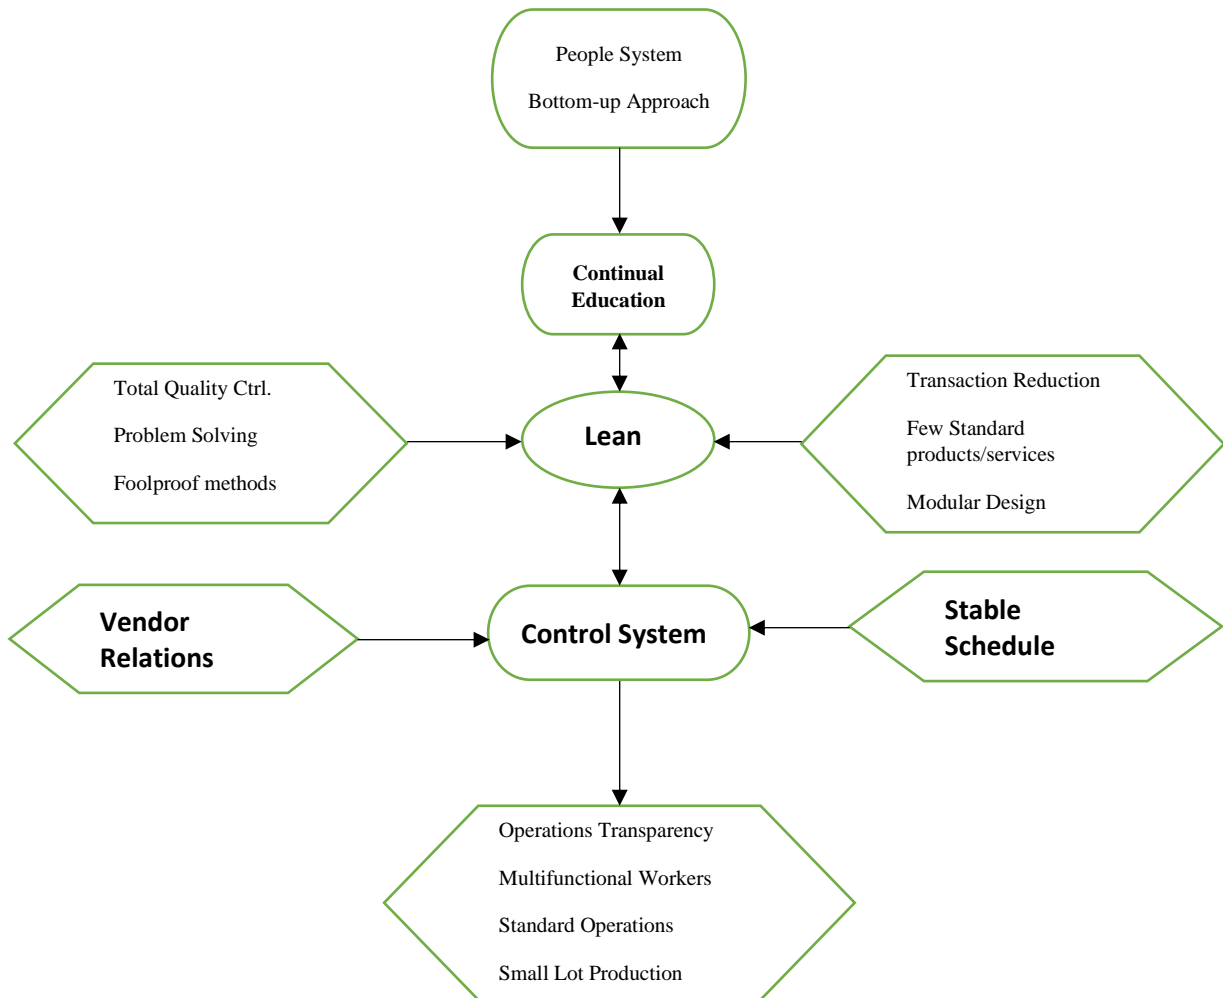 People System
Bottom-up Approach
Continual
Education
Total Quality Ctrl.
Problem Solving
Foolproof methods
Lean
Transaction Reduction
Few Standard
products/services
Modular Design
Vendor
Relations
Control System
Stable
Schedule
Operations Transparency
Multifunctional Workers
Standard Operations
Small Lot Production